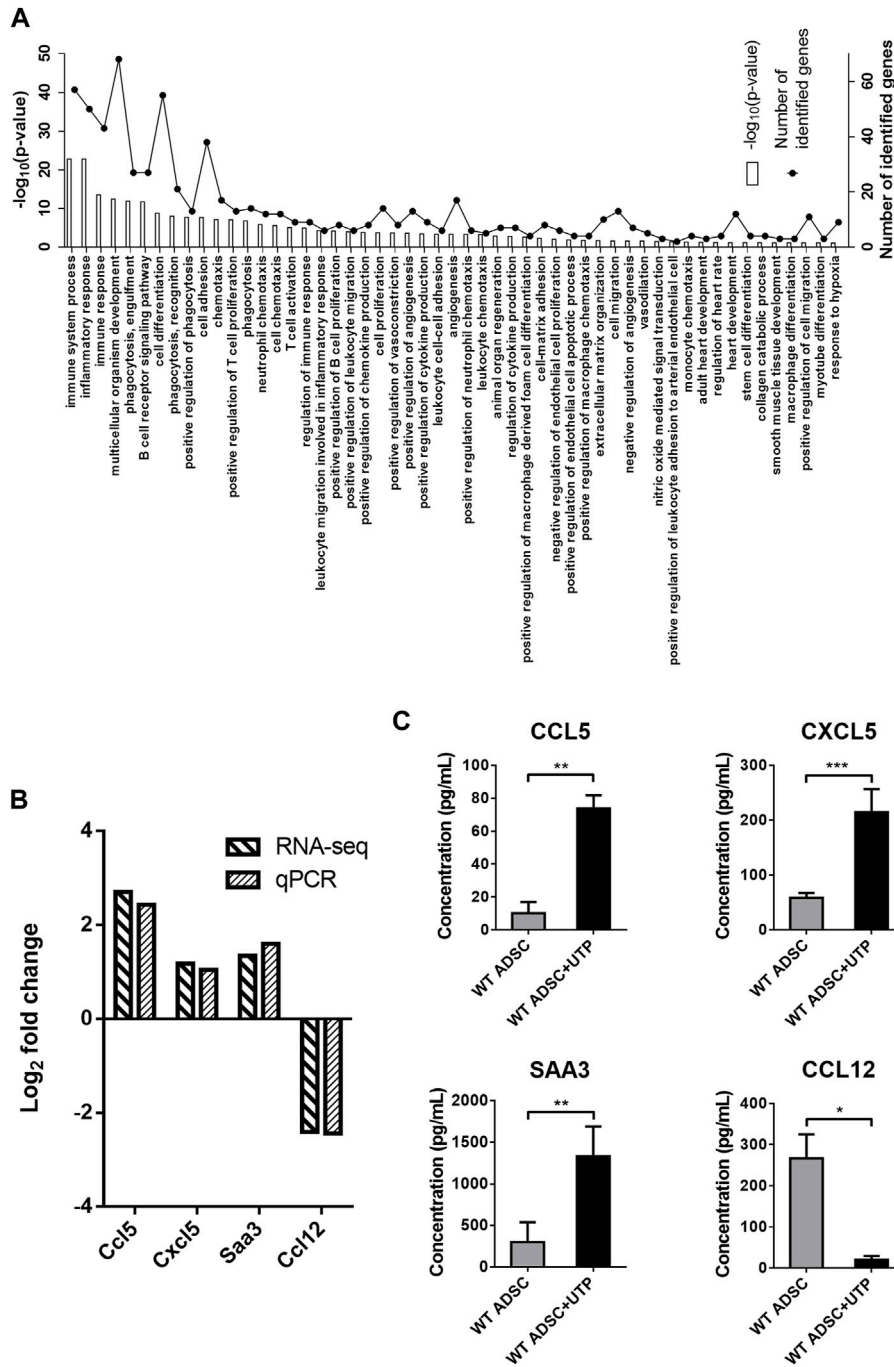 A
-log10(p-value)
50
40
30
20
10
0
-log10(p-value)
Number of
identified genes
60
40
20
0
Number of identified genes
immune system process
inflammatory response
immune response
multicellular organism development
phagocytosis, engulfment
B cell receptor signaling pathway
cell differentiation
phagocytosis, recognition
positive regulation of phagocytosis
cell adhesion
chemotaxis
positive regulation of T cell proliferation
phagocytosis
neutrophil chemotaxis
cell chemotaxis
T cell activation
regulation of immune response
leukocyte migration involved in inflammatory response
positive regulation of B cell proliferation
positive regulation of leukocyte migration
positive regulation of chemokine production
cell proliferation
positive regulation of vasoconstriction
positive regulation of angiogenesis
positive regulation of cytokine production
leukocyte cell-cell adhesion
angiogenesis
positive regulation of neutrophil chemotaxis
leukocyte chemotaxis
animal organ regeneration
regulation of cytokine production
positive regulation of macrophage derived foam cell differentiation
cell-matrix adhesion
negative regulation of endothelial cell proliferation
positive regulation of endothelial cell apoptotic process
positive regulation of macrophage chemotaxis
extracellular matrix organization
cell migration
negative regulation of angiogenesis
vasodilation
nitric oxide mediated signal transduction
positive regulation of leukocyte adhesion to arterial endothelial cell
monocyte chemotaxis
adult heart development
regulation of heart rate
heart development
stem cell differentiation
collagen catabolic process
smooth muscle tissue development
macrophage differentiation
positive regulation of cell migration
myotube differentiation
response to hypoxia
B
Log2 fold change
4
2
0
-2
-4
RNA-seq
qPCR
Ccl5
Cxcl5
Saa3
Ccl12
C
CCL5
Concentration (pg/mL)
100
80
60
40
20
0
**
WT ADSC
WT ADSC+UTP
CXCL5
Concentration (pg/mL)
300
200
100
0
***
WT ADSC
WT ADSC+UTP
SAA3
Concentration (pg/mL)
2000
1500
1000
500
0
**
WT ADSC
WT ADSC+UTP
CCL12
Concentration (pg/mL)
400
300
200
100
0
*
WT ADSC
WT ADSC+UTP